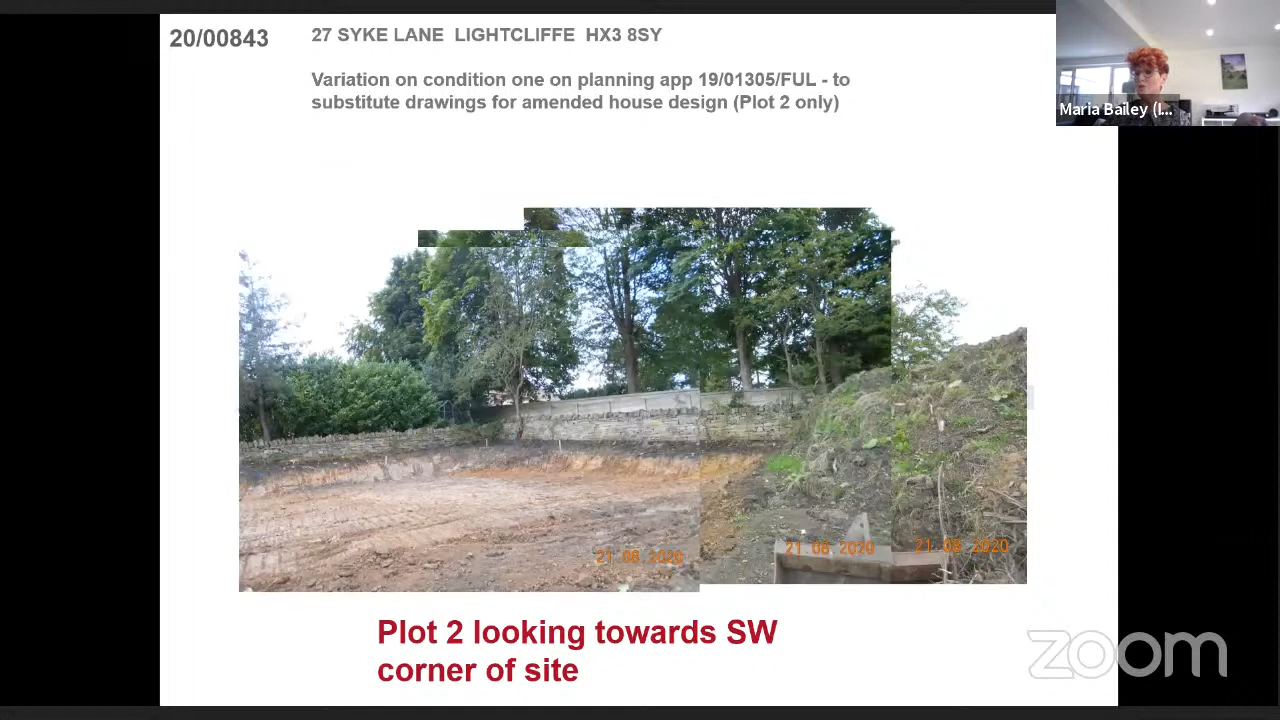 20/00843
27 SYKE LANE LIGHTCLIFFE HX3 8SY
Variation on condition one on planning app 19/01305/FUL - to
substitute drawings for amended house design (Plot 2 only)
Maria Bailey (I...
21 08 2020
21 08 2020
21 08 2020
Plot 2 looking towards SW
corner of site
zoom